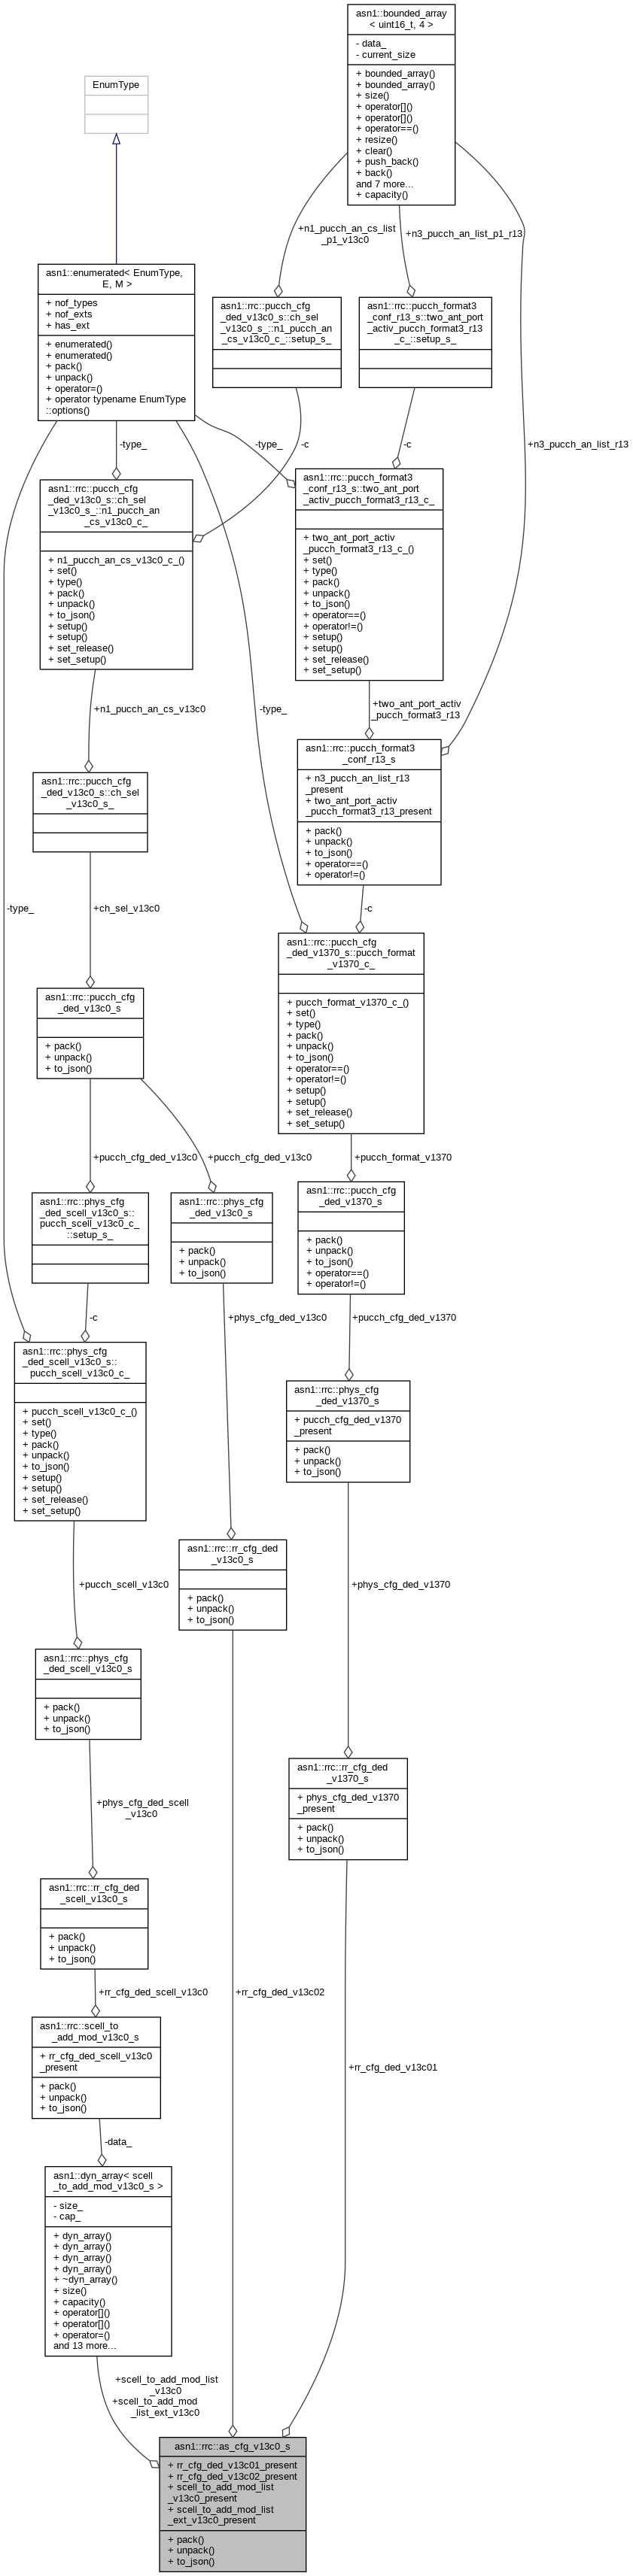 asn1::bounded_array
< uint16_t, 4 >
- data_
- current_size
+ bounded_array()
+ bounded_array()
+ size()
+ operator[]()
+ operator[]()
+ operator==()
+ resize()
+ clear()
+ push_back()
+ back()
and 7 more...
+ capacity()
EnumType
+n1_pucch_an_cs_list
_p1_v13c0
+n3_pucch_an_list_p1_r13
+n3_pucch_an_list_r13
asn1::enumerated< EnumType,
E, M >
+ nof_types
+ nof_exts
+ has_ext
+ enumerated()
+ enumerated()
+ pack()
+ unpack()
+ operator=()
+ operator typename EnumType
::options()
asn1::rrc::pucch_cfg
_ded_v13c0_s::ch_sel
_v13c0_s_::n1_pucch_an
_cs_v13c0_c_::setup_s_
asn1::rrc::pucch_format3
_conf_r13_s::two_ant_port
_activ_pucch_format3_r13
_c_::setup_s_
-type_
-type_
-c
-c
asn1::rrc::pucch_cfg
_ded_v13c0_s::ch_sel
_v13c0_s_::n1_pucch_an
_cs_v13c0_c_
+ n1_pucch_an_cs_v13c0_c_()
+ set()
+ type()
+ pack()
+ unpack()
+ to_json()
+ setup()
+ setup()
+ set_release()
+ set_setup()
asn1::rrc::pucch_format3
_conf_r13_s::two_ant_port
_activ_pucch_format3_r13_c_
+ two_ant_port_activ
_pucch_format3_r13_c_()
+ set()
+ type()
+ pack()
+ unpack()
+ to_json()
+ operator==()
+ operator!=()
+ setup()
+ setup()
+ set_release()
+ set_setup()
+n1_pucch_an_cs_v13c0
-type_
+two_ant_port_activ
_pucch_format3_r13
asn1::rrc::pucch_cfg
_ded_v13c0_s::ch_sel
_v13c0_s_
asn1::rrc::pucch_format3
_conf_r13_s
+ n3_pucch_an_list_r13
_present
+ two_ant_port_activ
_pucch_format3_r13_present
+ pack()
+ unpack()
+ to_json()
+ operator==()
+ operator!=()
-type_
+ch_sel_v13c0
-c
asn1::rrc::pucch_cfg
_ded_v1370_s::pucch_format
_v1370_c_
+ pucch_format_v1370_c_()
+ set()
+ type()
+ pack()
+ unpack()
+ to_json()
+ operator==()
+ operator!=()
+ setup()
+ setup()
+ set_release()
+ set_setup()
asn1::rrc::pucch_cfg
_ded_v13c0_s
+ pack()
+ unpack()
+ to_json()
+pucch_cfg_ded_v13c0
+pucch_cfg_ded_v13c0
+pucch_format_v1370
asn1::rrc::phys_cfg
_ded_scell_v13c0_s::
pucch_scell_v13c0_c_
::setup_s_
asn1::rrc::phys_cfg
_ded_v13c0_s
+ pack()
+ unpack()
+ to_json()
asn1::rrc::pucch_cfg
_ded_v1370_s
+ pack()
+ unpack()
+ to_json()
+ operator==()
+ operator!=()
-c
+phys_cfg_ded_v13c0
+pucch_cfg_ded_v1370
asn1::rrc::phys_cfg
_ded_scell_v13c0_s::
pucch_scell_v13c0_c_
+ pucch_scell_v13c0_c_()
+ set()
+ type()
+ pack()
+ unpack()
+ to_json()
+ setup()
+ setup()
+ set_release()
+ set_setup()
asn1::rrc::phys_cfg
_ded_v1370_s
+ pucch_cfg_ded_v1370
_present
+ pack()
+ unpack()
+ to_json()
asn1::rrc::rr_cfg_ded
_v13c0_s
+ pack()
+ unpack()
+ to_json()
+pucch_scell_v13c0
+phys_cfg_ded_v1370
asn1::rrc::phys_cfg
_ded_scell_v13c0_s
+ pack()
+ unpack()
+ to_json()
asn1::rrc::rr_cfg_ded
_v1370_s
+ phys_cfg_ded_v1370
_present
+ pack()
+ unpack()
+ to_json()
+phys_cfg_ded_scell
_v13c0
asn1::rrc::rr_cfg_ded
_scell_v13c0_s
+ pack()
+ unpack()
+ to_json()
+rr_cfg_ded_scell_v13c0
+rr_cfg_ded_v13c02
+rr_cfg_ded_v13c01
asn1::rrc::scell_to
_add_mod_v13c0_s
+ rr_cfg_ded_scell_v13c0
_present
+ pack()
+ unpack()
+ to_json()
-data_
asn1::dyn_array< scell
_to_add_mod_v13c0_s >
- size_
- cap_
+ dyn_array()
+ dyn_array()
+ dyn_array()
+ dyn_array()
+ ~dyn_array()
+ size()
+ capacity()
+ operator[]()
+ operator[]()
+ operator=()
and 13 more...
+scell_to_add_mod_list
_v13c0
+scell_to_add_mod
_list_ext_v13c0
asn1::rrc::as_cfg_v13c0_s
+ rr_cfg_ded_v13c01_present
+ rr_cfg_ded_v13c02_present
+ scell_to_add_mod_list
_v13c0_present
+ scell_to_add_mod_list
_ext_v13c0_present
+ pack()
+ unpack()
+ to_json()